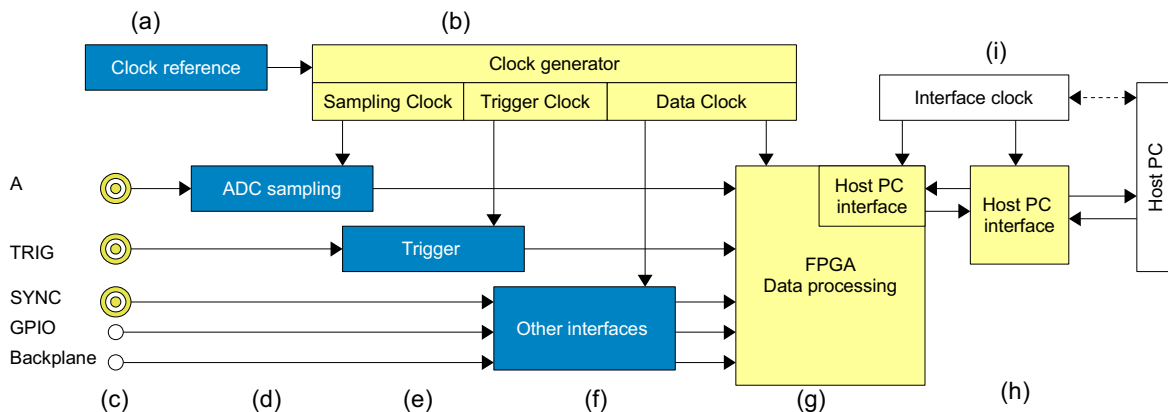 (a)
(b)
Clock reference
Clock generator
(i)
Sampling Clock
Trigger Clock
Data Clock
Interface clock
A
ADC sampling
Host PC
interface
Host PC
interface
Host PC
TRIG
Trigger
FPGA
Data processing
SYNC
GPIO
Other interfaces
Backplane
(c)
(d)
(e)
(f)
(g)
(h)